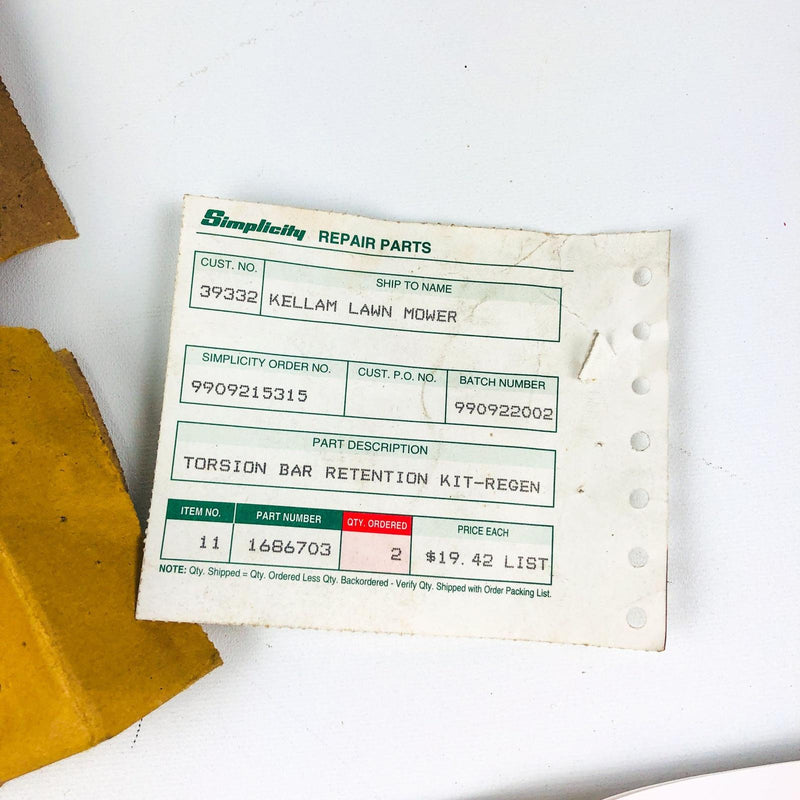 Simplicity REPAIR PARTS
CUST. NO. SHIP TO NAME
39332 KELLAM LAWN MOWER
SIMPLICITY ORDER NO. CUST. P.O. NO. BATCH NUMBER
9909215315 990922002
PART DESCRIPTION
TORSION BAR RETENTION KIT-REGEN
ITEM NO. PART NUMBER QTY. ORDERED PRICE EACH
11 1686703 2 $19.42 LIST
NOTE: Qty. Shipped = Qty. Ordered Less Qty. Backordered - Verify Qty. Shipped with Order Packing List.